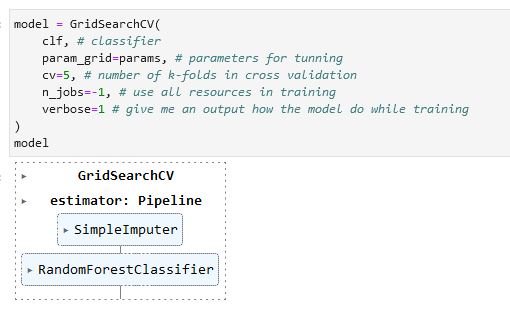 model = GridSearchCV(
    clf, # classifier
    param_grid=params, # parameters for tunning
    cv=5, # number of k-folds in cross validation
    n_jobs=-1, # use all resources in training
    verbose=1 # give me an output how the model do while training
)
model
▸ GridSearchCV
▸ estimator: Pipeline
▸ SimpleImputer
▸ RandomForestClassifier